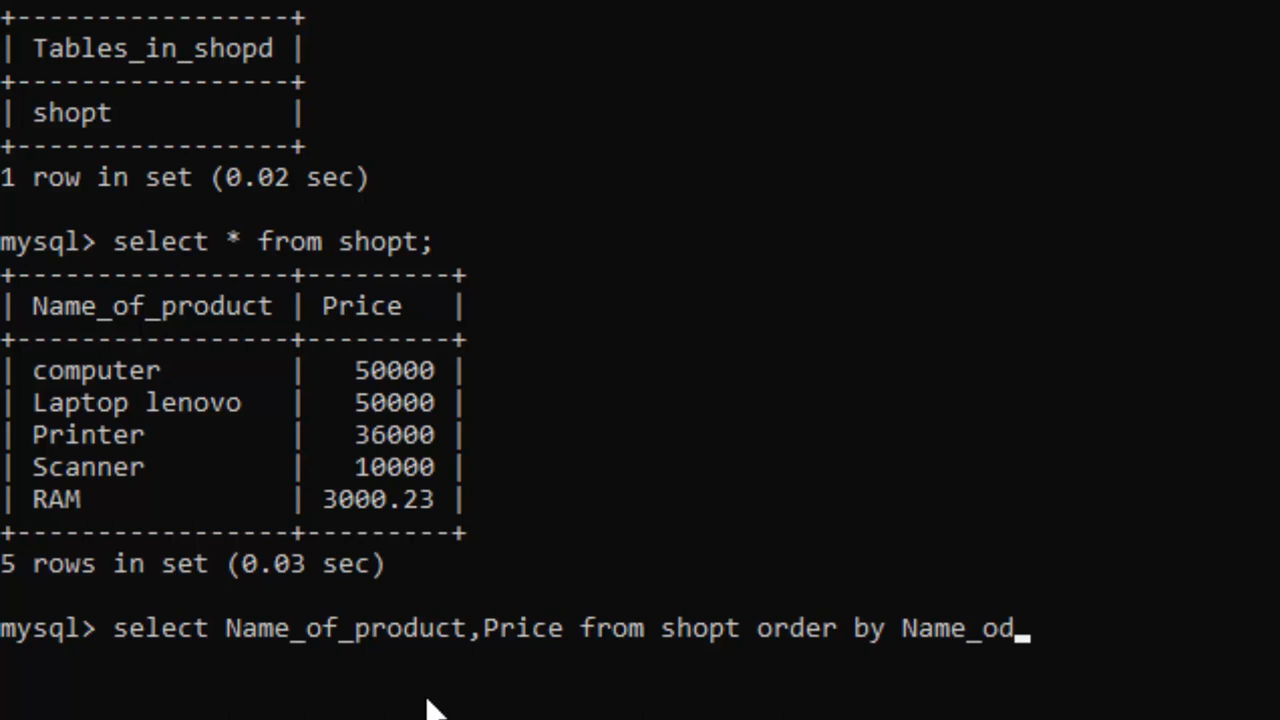 +-----------------+
| Tables_in_shopd |
+-----------------+
| shopt           |
+-----------------+
1 row in set (0.02 sec)
mysql> select * from shopt;
+-----------------+---------+
| Name_of_product | Price   |
+-----------------+---------+
| computer        |   50000 |
| Laptop lenovo   |   50000 |
| Printer         |   36000 |
| Scanner         |   10000 |
| RAM             | 3000.23 |
+-----------------+---------+
5 rows in set (0.03 sec)
mysql> select Name_of_product,Price from shopt order by Name_od